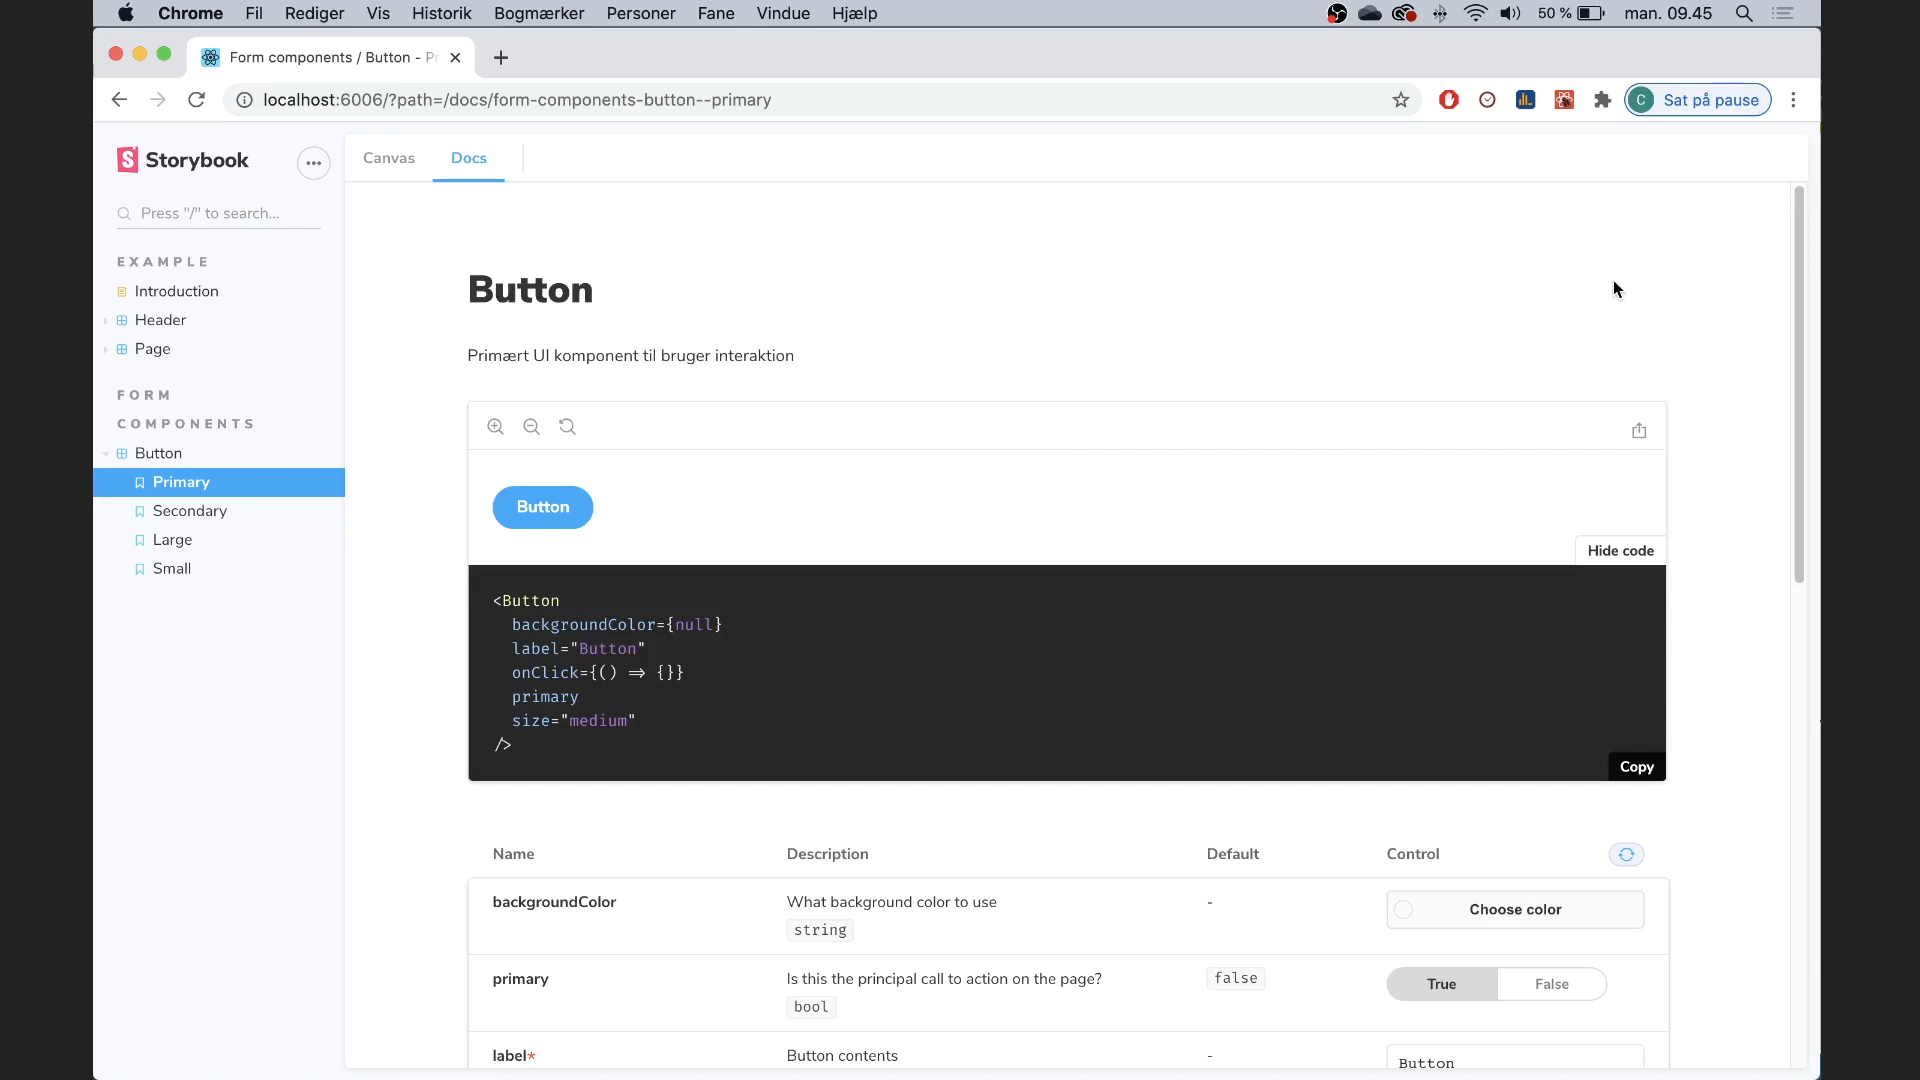 Chrome Fil Rediger Vis Historik Bogmærker Personer Fane Vindue Hjælp 50 % man. 09.45
Form components / Button - Pr
localhost:6006/?path=/docs/form-components-button--primary
C Sat på pause
Storybook
Canvas Docs
Press "/" to search...
EXAMPLE
Introduction
Header
Page
FORM
COMPONENTS
Button
Primary
Secondary
Large
Small
Button
Primært UI komponent til bruger interaktion
Button
Hide code
<Button
backgroundColor={null}
label="Button"
onClick={() => {}}
primary
size="medium"
/>
Copy
Name Description Default Control
backgroundColor What background color to use - Choose color
string
primary Is this the principal call to action on the page? false True False
bool
label* Button contents - Button